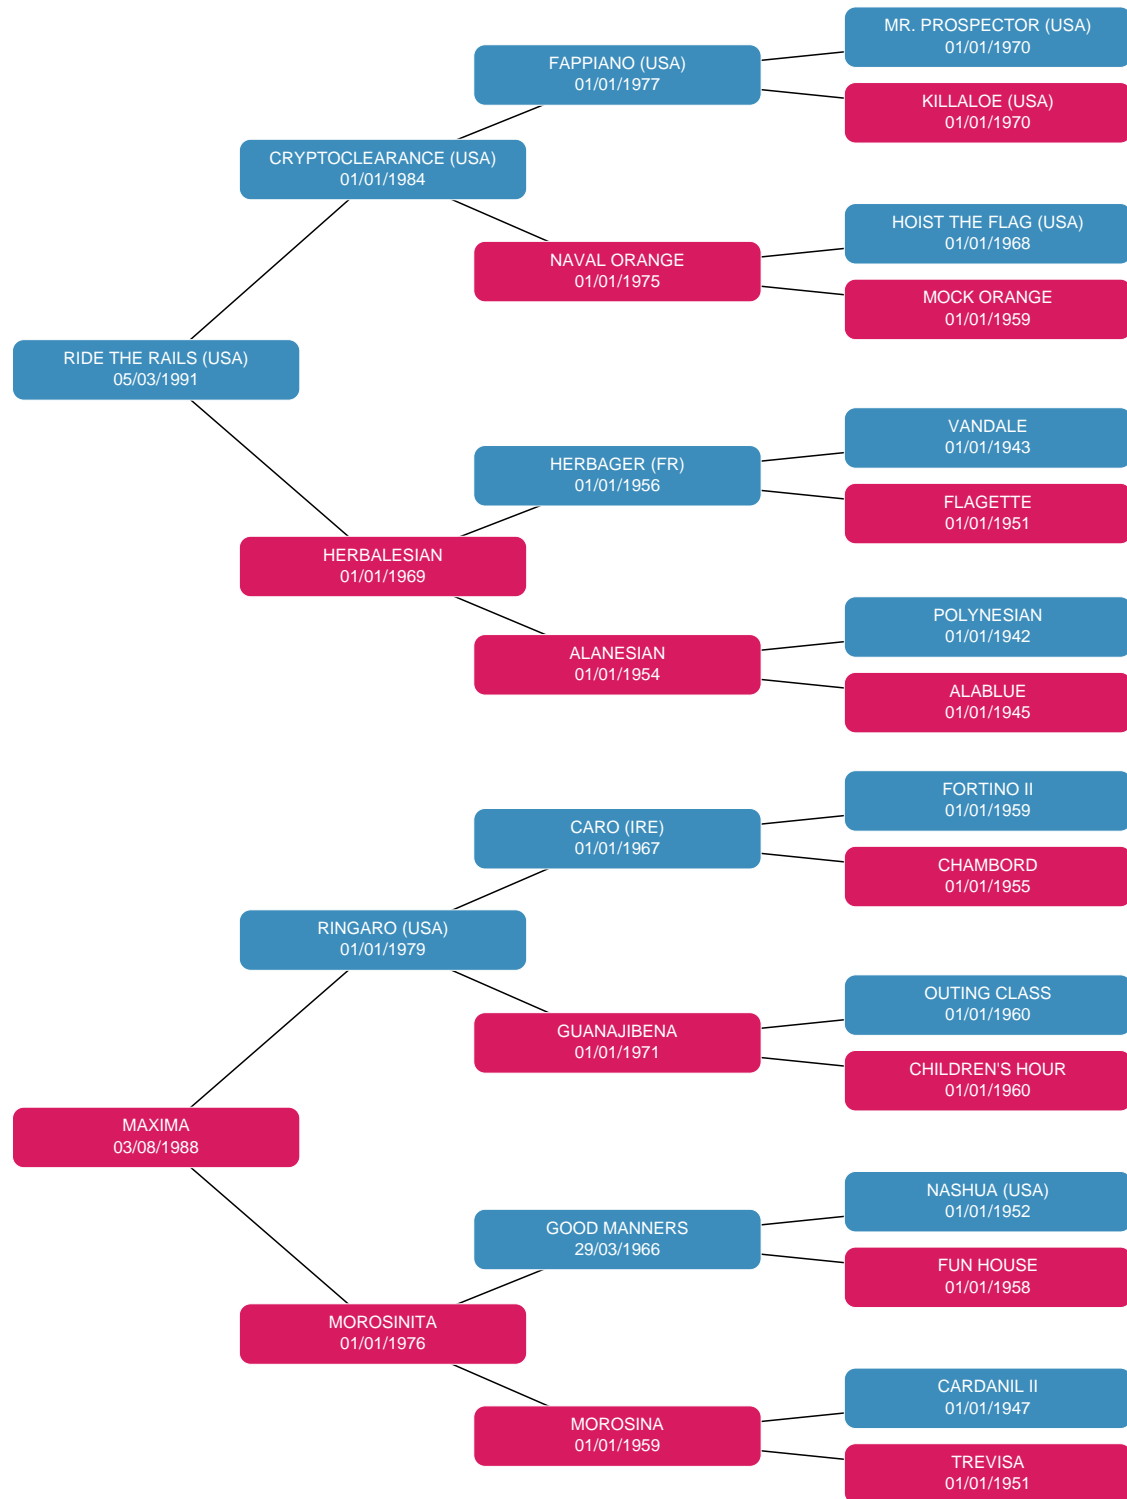 MR. PROSPECTOR (USA)
01/01/1970
FAPPIANO (USA)
01/01/1977
KILLALOE (USA)
01/01/1970
CRYPTOCLEARANCE (USA)
01/01/1984
HOIST THE FLAG (USA)
01/01/1968
NAVAL ORANGE
01/01/1975
MOCK ORANGE
01/01/1959
RIDE THE RAILS (USA)
05/03/1991
VANDALE
01/01/1943
HERBAGER (FR)
01/01/1956
FLAGETTE
01/01/1951
HERBALESIAN
01/01/1969
POLYNESIAN
01/01/1942
ALANESIAN
01/01/1954
ALABLUE
01/01/1945
FORTINO II
01/01/1959
CARO (IRE)
01/01/1967
CHAMBORD
01/01/1955
RINGARO (USA)
01/01/1979
OUTING CLASS
01/01/1960
GUANAJIBENA
01/01/1971
CHILDREN'S HOUR
01/01/1960
MAXIMA
03/08/1988
NASHUA (USA)
01/01/1952
GOOD MANNERS
29/03/1966
FUN HOUSE
01/01/1958
MOROSINITA
01/01/1976
CARDANIL II
01/01/1947
MOROSINA
01/01/1959
TREVISA
01/01/1951